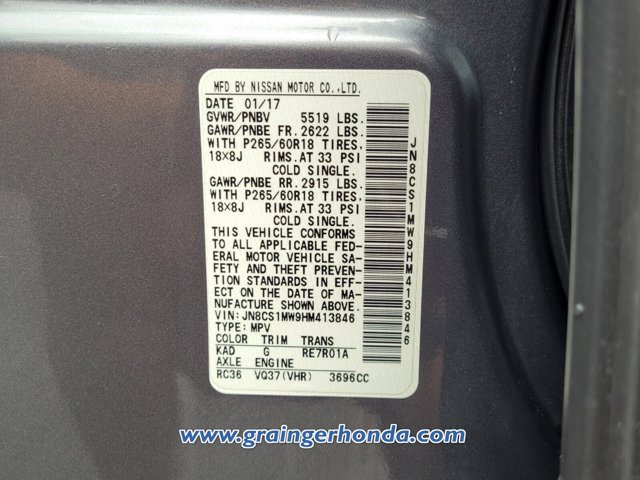 MFD BY NISSAN MOTOR CO.,LTD.
DATE 01/17
GVWR/PNBV 5519 LBS.
GAWR/PNBE FR. 2622 LBS.
WITH P265/60R18 TIRES,
18X8J RIMS.AT 33 PSI
COLD SINGLE.
GAWR/PNBE RR. 2915 LBS.
WITH P265/60R18 TIRES,
18X8J RIMS.AT 33 PSI
COLD SINGLE.
THIS VEHICLE CONFORMS
TO ALL APPLICABLE FED-
ERAL MOTOR VEHICLE SA-
FETY AND THEFT PREVEN-
TION STANDARDS IN EFF-
ECT ON THE DATE OF MA-
NUFACTURE SHOWN ABOVE.
VIN: JN8CS1MW9HM413846
TYPE: MPV
COLOR TRIM TRANS
KAD G RE7R01A
AXLE ENGINE
RC36 VQ37(VHR) 3696CC
JN8CS1MW9HM413846
www.graingerhonda.com